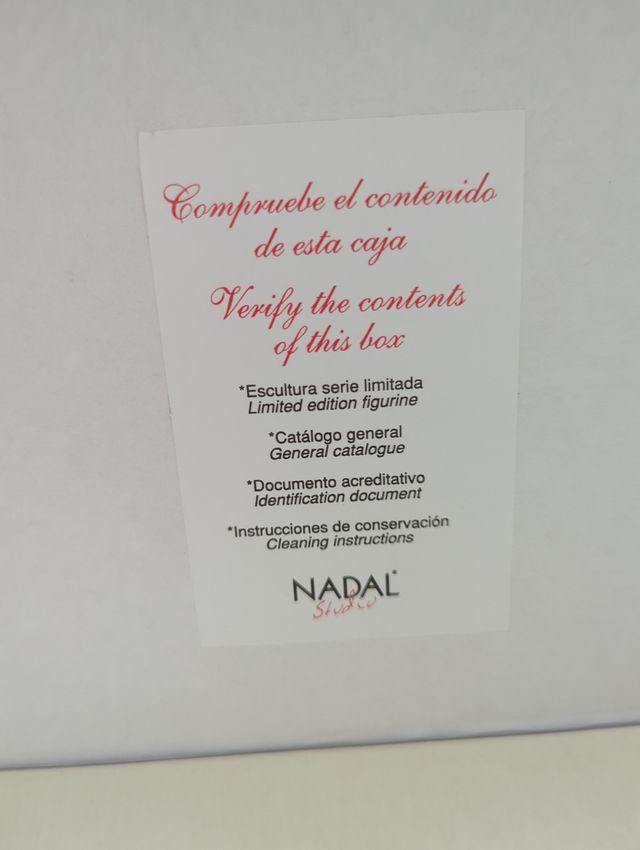 Compruebe el contenido
de esta caja
Verify the contents
of this box
*Escultura serie limitada
Limited edition figurine
*Catálogo general
General catalogue
*Documento acreditativo
Identification document
*Instrucciones de conservación
Cleaning instructions
NADAL*
Studio